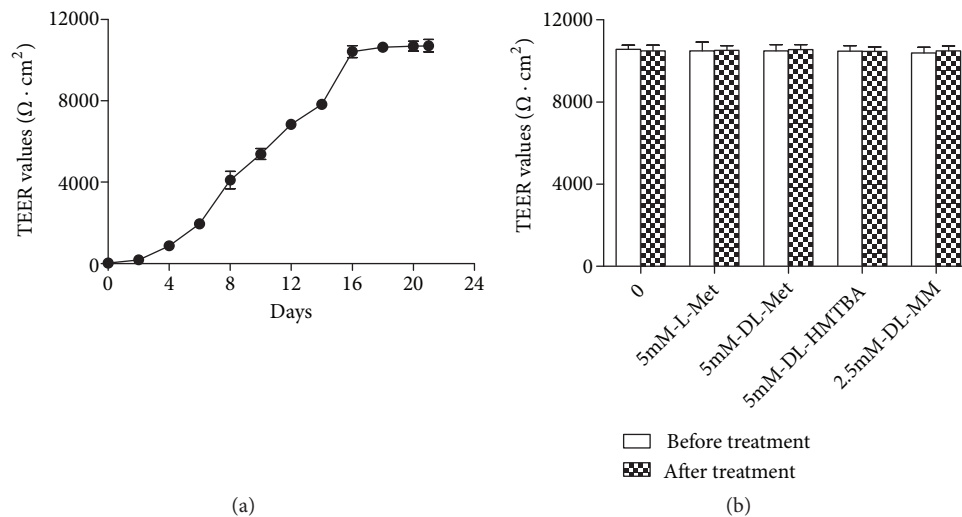 TEER values (Ω · cm²)
12000
8000
4000
0
0
4
8
12
16
20
24
Days
(a)
TEER values (Ω · cm²)
12000
8000
4000
0
0
5mM-L-Met
5mM-DL-Met
5mM-DL-HMTBA
2.5mM-DL-MM
Before treatment
After treatment
(b)